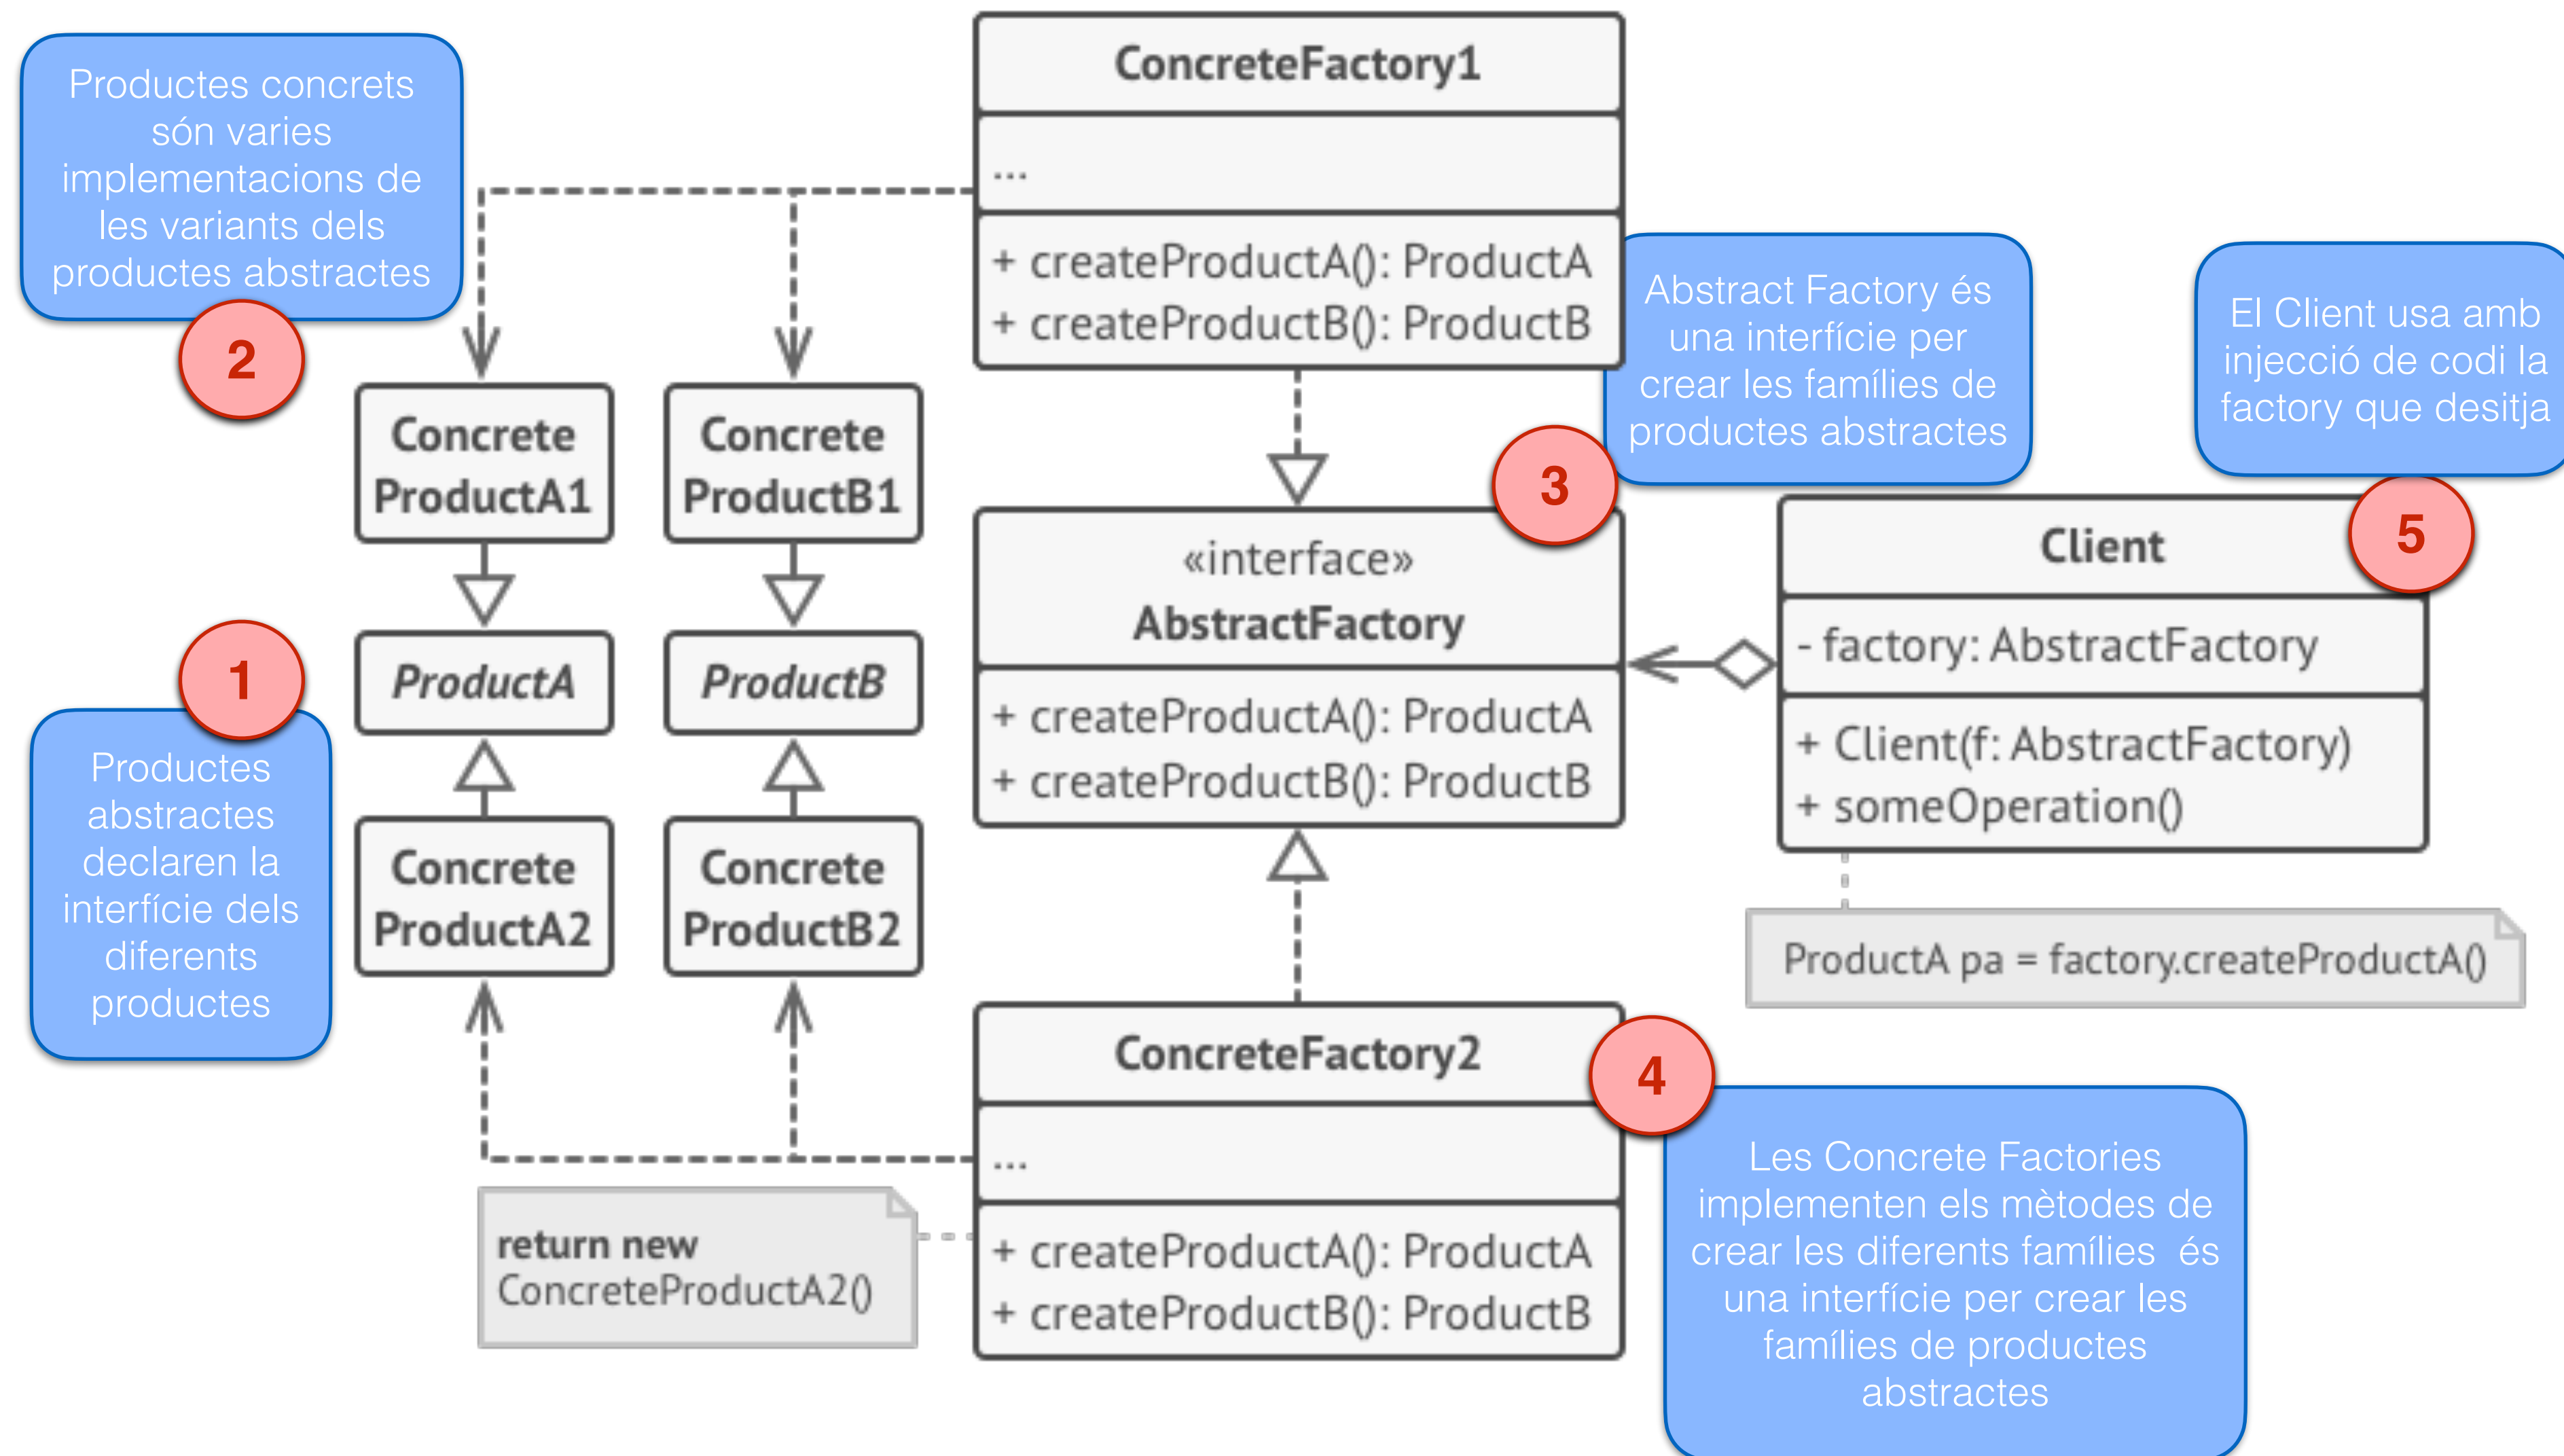 Productes concrets
són varies
implementacions de
les variants dels
productes abstractes
2
ConcreteFactory1
...
+ createProductA(): ProductA
+ createProductB(): ProductB
Abstract Factory és
una interfície per
crear les famílies de
productes abstractes
3
El Client usa amb
injecció de codi la
factory que desitja
5
Concrete
ProductA1
Concrete
ProductB1
1
Productes
abstractes
declaren la
interfície dels
diferents
productes
ProductA
ProductB
Concrete
ProductA2
Concrete
ProductB2
«interface»
AbstractFactory
+ createProductA(): ProductA
+ createProductB(): ProductB
Client
- factory: AbstractFactory
+ Client(f: AbstractFactory)
+ someOperation()
ProductA pa = factory.createProductA()
ConcreteFactory2
...
+ createProductA(): ProductA
+ createProductB(): ProductB
return new
ConcreteProductA2()
4
Les Concrete Factories
implementen els mètodes de
crear les diferents famílies  és
una interfície per crear les
famílies de productes
abstractes